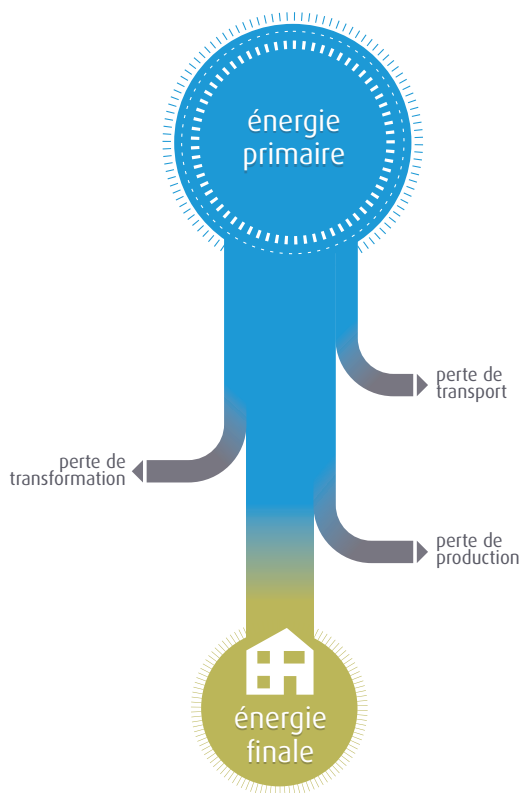 énergie
primaire
perte de
transport
perte de
transformation
perte de
production
énergie
finale